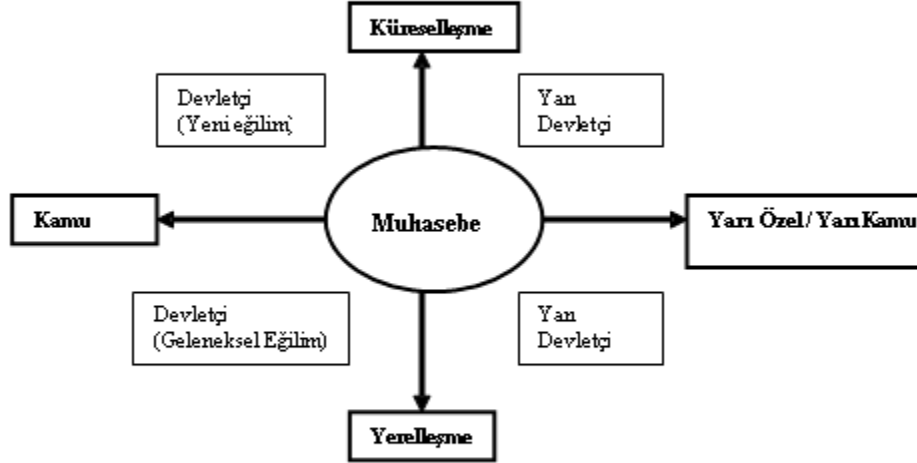 Küreselleşme
Devletçi
(Yeni eğilim)
Yarı
Devletçi
Kamu
Muhasebe
Yarı Özel / Yarı Kamu
Devletçi
(Geleneksel Eğilim)
Yarı
Devletçi
Yerelleşme